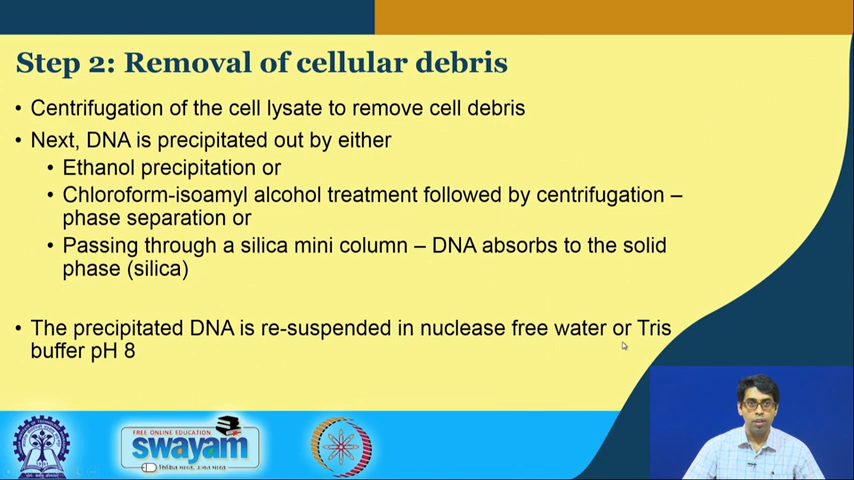 Step 2: Removal of cellular debris
• Centrifugation of the cell lysate to remove cell debris
• Next, DNA is precipitated out by either
• Ethanol precipitation or
• Chloroform-isoamyl alcohol treatment followed by centrifugation –
phase separation or
• Passing through a silica mini column – DNA absorbs to the solid
phase (silica)
• The precipitated DNA is re-suspended in nuclease free water or Tris
buffer pH 8
FREE ONLINE EDUCATION
swayam